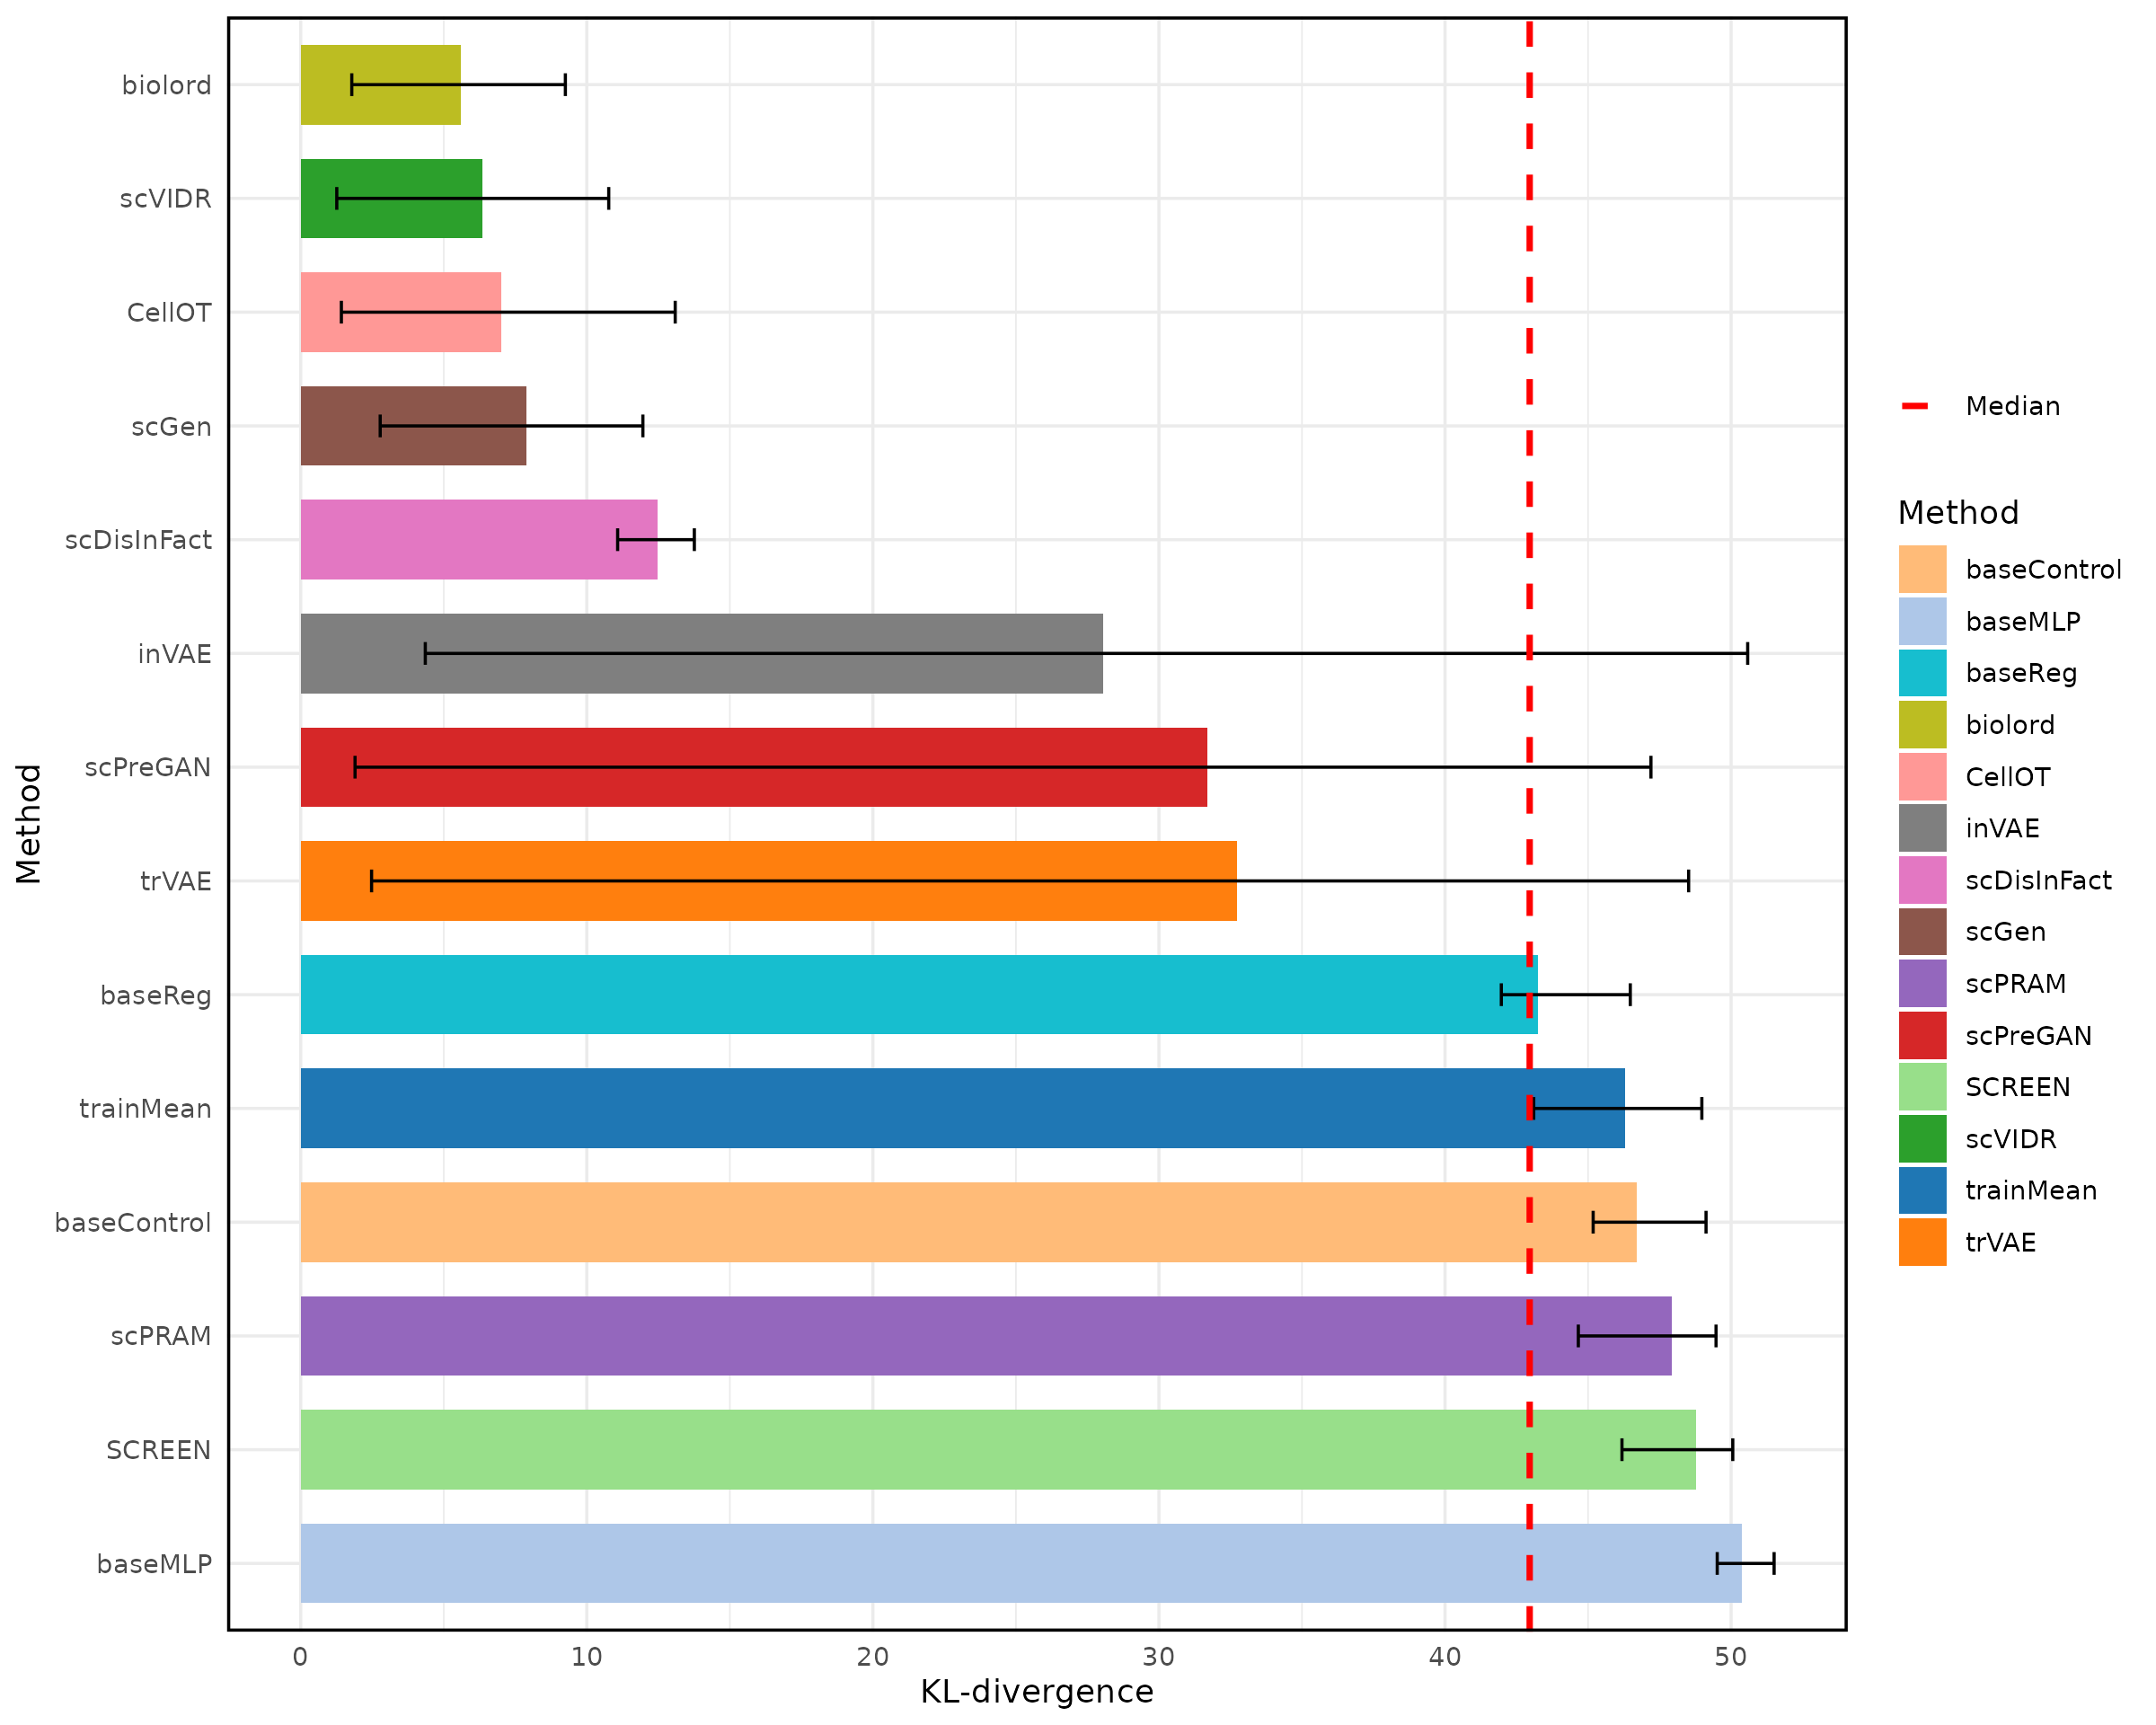 biolord
scVIDR
CellOT
scGen
scDisInFact
inVAE
scPreGAN
trVAE
baseReg
trainMean
baseControl
scPRAM
SCREEN
baseMLP
Method
0 10 20 30 40 50
KL-divergence
Median
Method
baseControl
baseMLP
baseReg
biolord
CellOT
inVAE
scDisInFact
scGen
scPRAM
scPreGAN
SCREEN
scVIDR
trainMean
trVAE